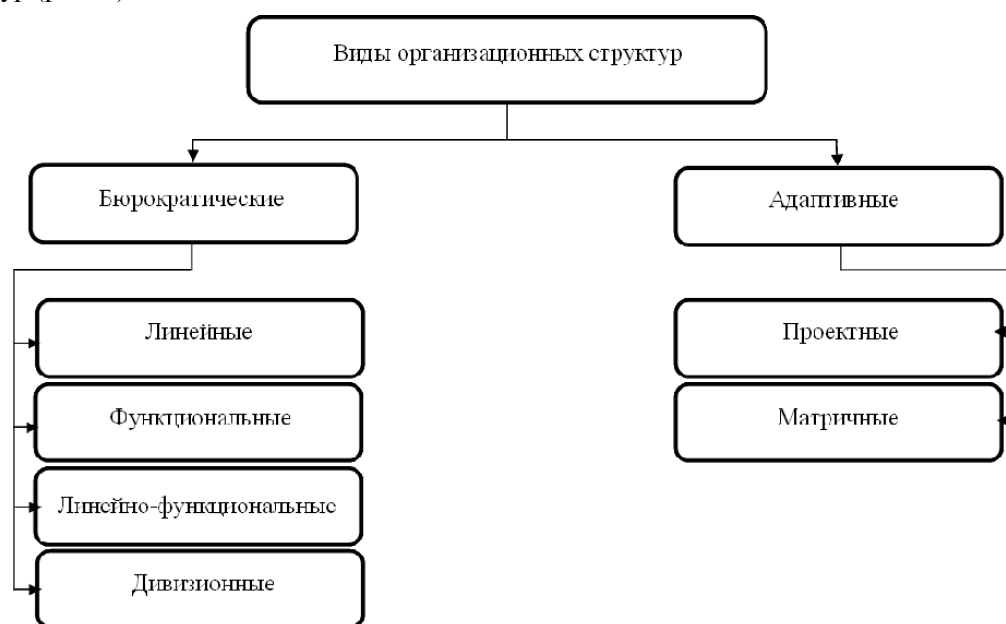 Виды организационных структур
Бюрократические
Адаптивные
Линейные
Функциональные
Линейно-функциональные
Дивизионные
Проектные
Матричные